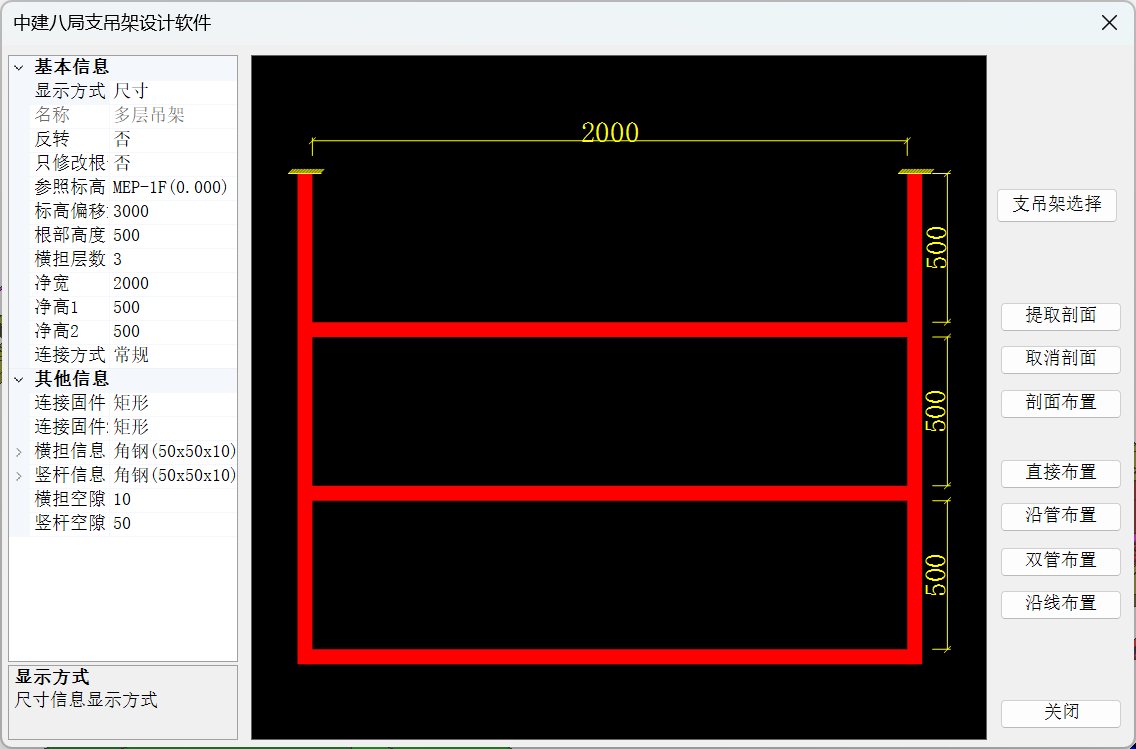 中建八局支吊架设计软件
基本信息
显示方式 尺寸
名称 多层吊架
反转 否
只修改根 否
参照标高 MEP-1F(0.000)
标高偏移 3000
根部高度 500
横担层数 3
净宽 2000
净高1 500
净高2 500
连接方式 常规
其他信息
连接固件 矩形
连接固件 矩形
横担信息 角钢(50x50x10)
竖杆信息 角钢(50x50x10)
横担空隙 10
竖杆空隙 50
显示方式
尺寸信息显示方式
2000
500
500
500
支吊架选择
提取剖面
取消剖面
剖面布置
直接布置
沿管布置
双管布置
沿线布置
关闭